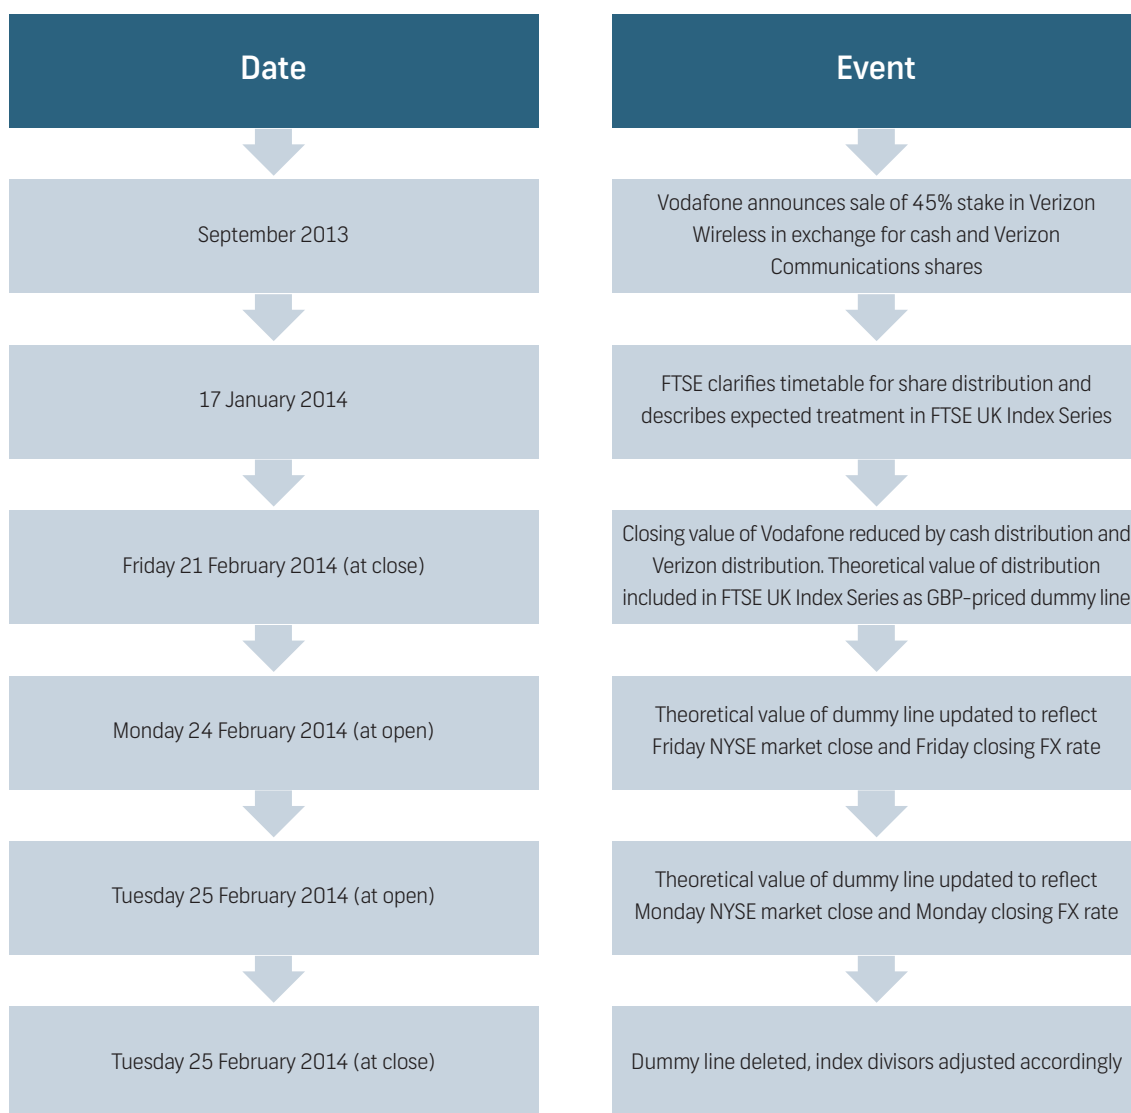 Date
Event
September 2013
Vodafone announces sale of 45% stake in Verizon
Wireless in exchange for cash and Verizon
Communications shares
17 January 2014
FTSE clarifies timetable for share distribution and
describes expected treatment in FTSE UK Index Series
Friday 21 February 2014 (at close)
Closing value of Vodafone reduced by cash distribution and
Verizon distribution. Theoretical value of distribution
included in FTSE UK Index Series as GBP-priced dummy line
Monday 24 February 2014 (at open)
Theoretical value of dummy line updated to reflect
Friday NYSE market close and Friday closing FX rate
Tuesday 25 February 2014 (at open)
Theoretical value of dummy line updated to reflect
Monday NYSE market close and Monday closing FX rate
Tuesday 25 February 2014 (at close)
Dummy line deleted, index divisors adjusted accordingly